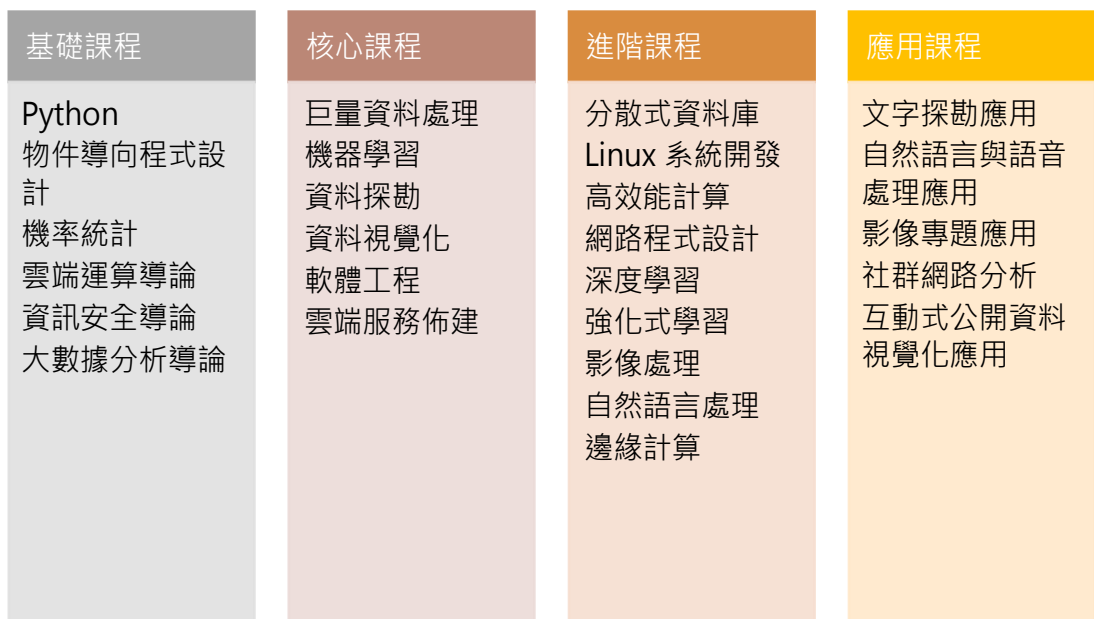 基礎課程
Python
物件導向程式設
計
機率統計
雲端運算導論
資訊安全導論
大數據分析導論
核心課程
巨量資料處理
機器學習
資料探勘
資料視覺化
軟體工程
雲端服務佈建
進階課程
分散式資料庫
Linux 系統開發
高效能計算
網路程式設計
深度學習
強化式學習
影像處理
自然語言處理
邊緣計算
應用課程
文字探勘應用
自然語言與語音
處理應用
影像專題應用
社群網路分析
互動式公開資料
視覺化應用